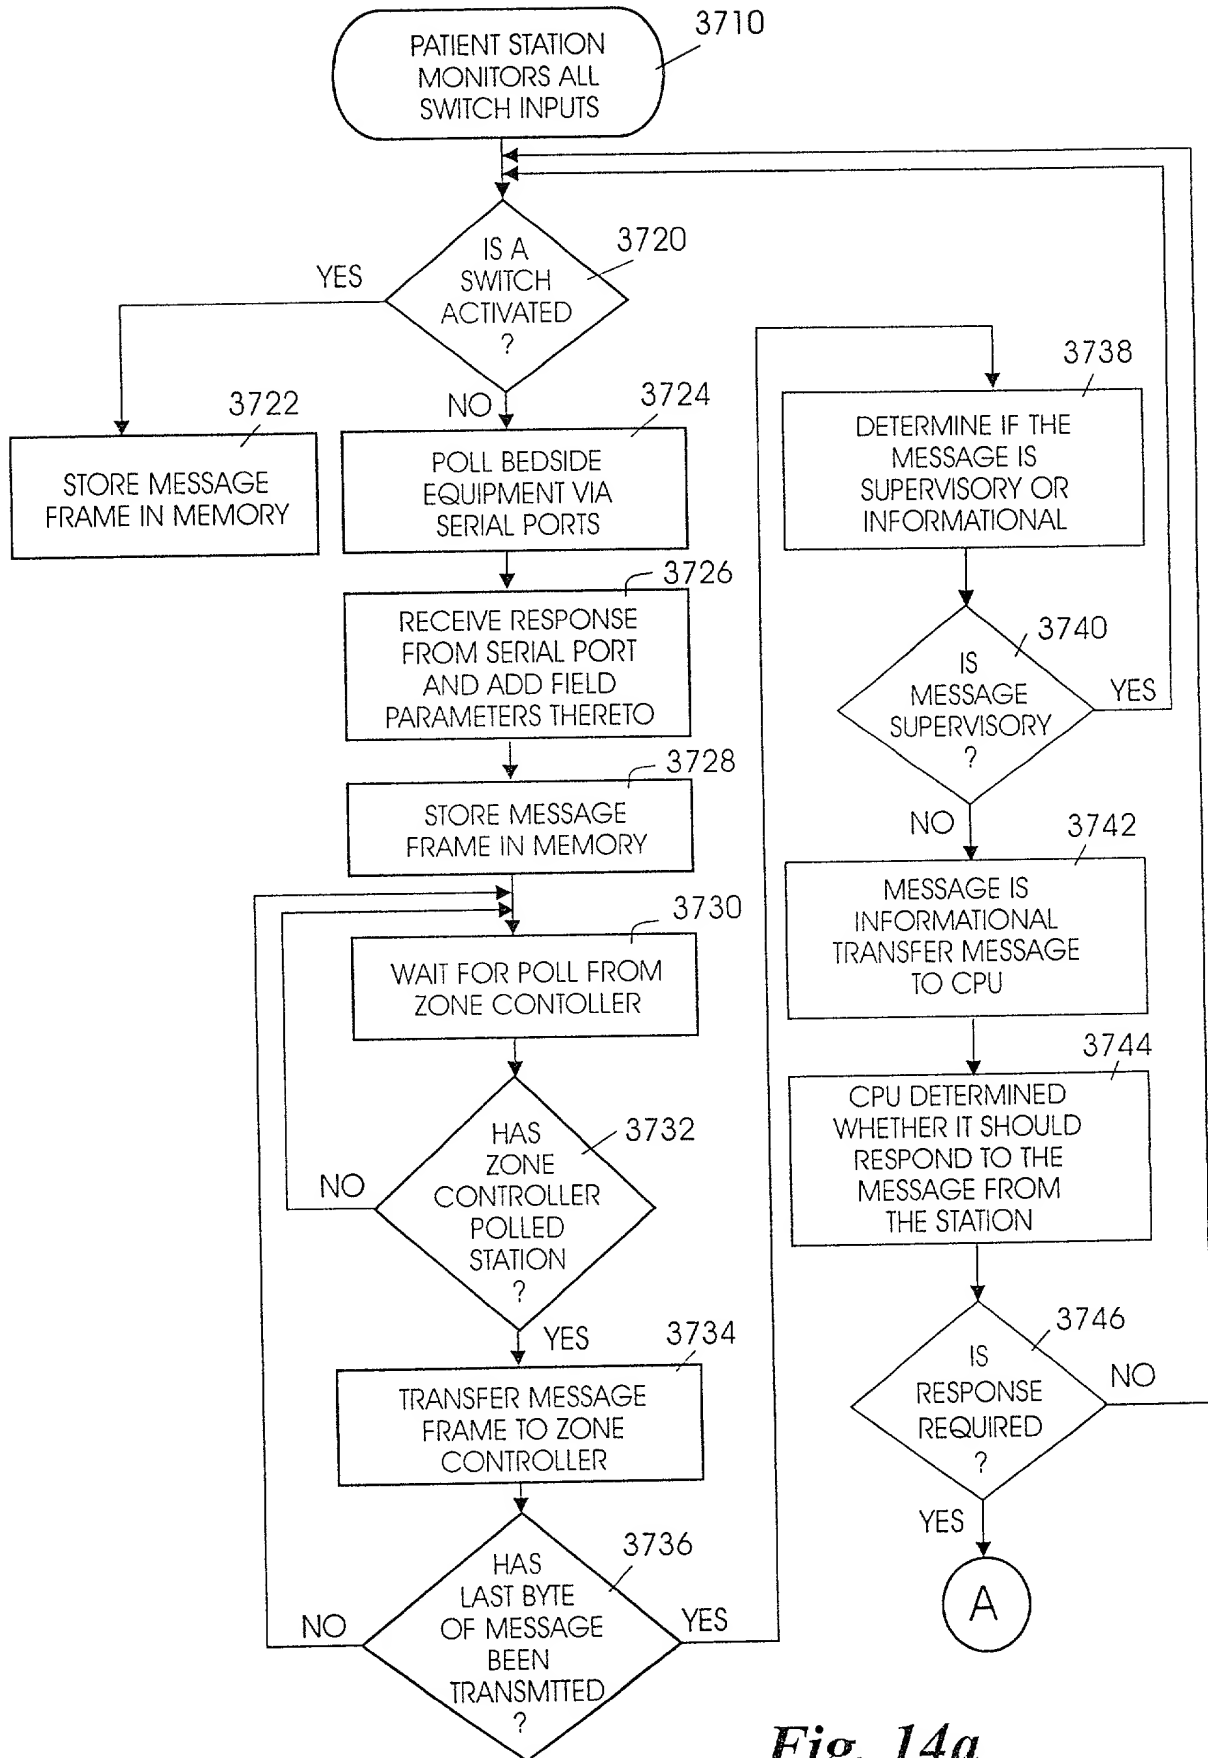 3710
PATIENT STATION
MONITORS ALL
SWITCH INPUTS
3720
IS A
SWITCH
ACTIVATED
?
YES
NO
3722
STORE MESSAGE
FRAME IN MEMORY
3724
POLL BEDSIDE
EQUIPMENT VIA
SERIAL PORTS
3726
RECEIVE RESPONSE
FROM SERIAL PORT
AND ADD FIELD
PARAMETERS THERETO
3728
STORE MESSAGE
FRAME IN MEMORY
3730
WAIT FOR POLL FROM
ZONE CONTOLLER
3732
HAS
ZONE
CONTROLLER
POLLED
STATION
?
NO
YES
3734
TRANSFER MESSAGE
FRAME TO ZONE
CONTROLLER
3736
HAS
LAST BYTE
OF MESSAGE
BEEN
TRANSMTTED
?
NO
YES
3738
DETERMINE IF THE
MESSAGE IS
SUPERVISORY OR
INFORMATIONAL
3740
IS
MESSAGE
SUPERVISORY
?
YES
NO
3742
MESSAGE IS
INFORMATIONAL
TRANSFER MESSAGE
TO CPU
3744
CPU DETERMINED
WHETHER IT SHOULD
RESPOND TO THE
MESSAGE FROM
THE STATION
3746
IS
RESPONSE
REQUIRED
?
NO
YES
A
Fig. 14a